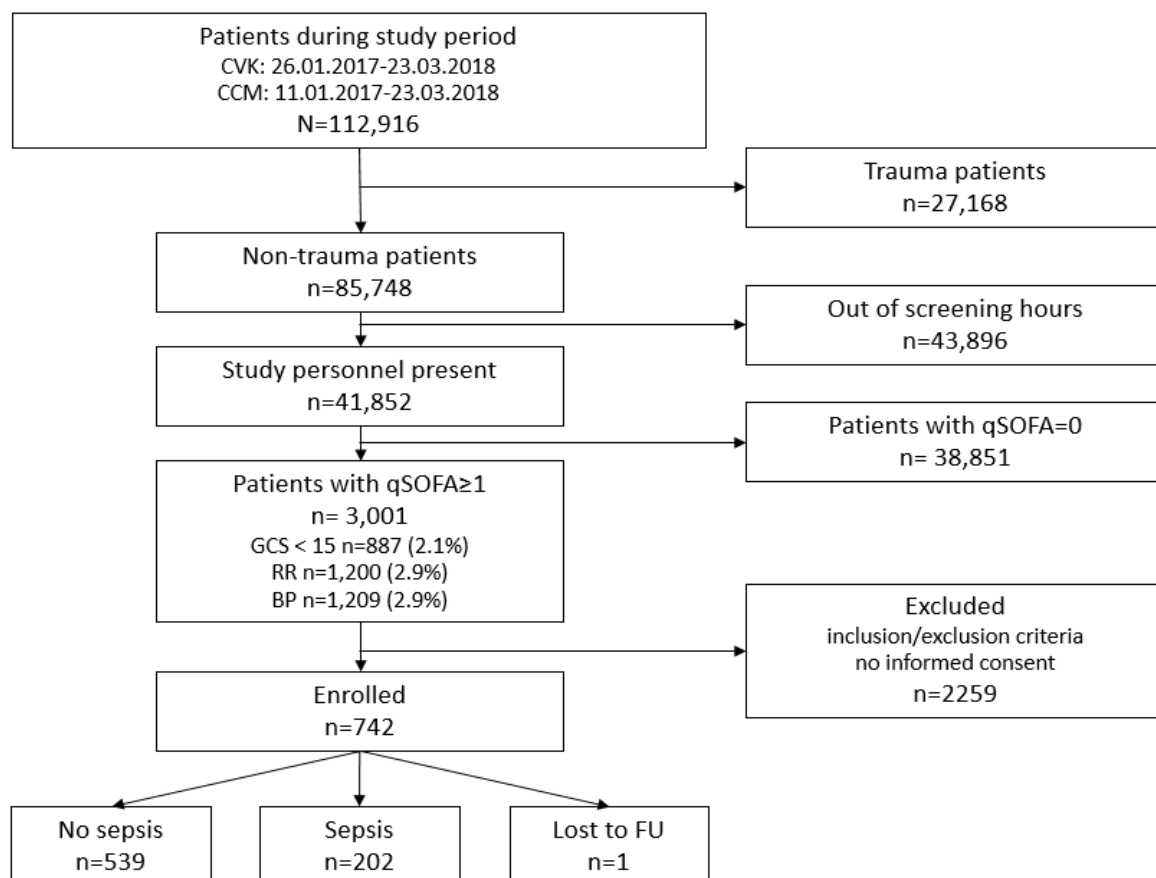 Patients during study period
CVK: 26.01.2017-23.03.2018
CCM: 11.01.2017-23.03.2018
N=112,916
Trauma patients
n=27,168
Non-trauma patients
n=85,748
Out of screening hours
n=43,896
Study personnel present
n=41,852
Patients with qSOFA=0
n= 38,851
Patients with qSOFA≥1
n= 3,001
GCS < 15 n=887 (2.1%)
RR n=1,200 (2.9%)
BP n=1,209 (2.9%)
Excluded
inclusion/exclusion criteria
no informed consent
n=2259
Enrolled
n=742
No sepsis
n=539
Sepsis
n=202
Lost to FU
n=1